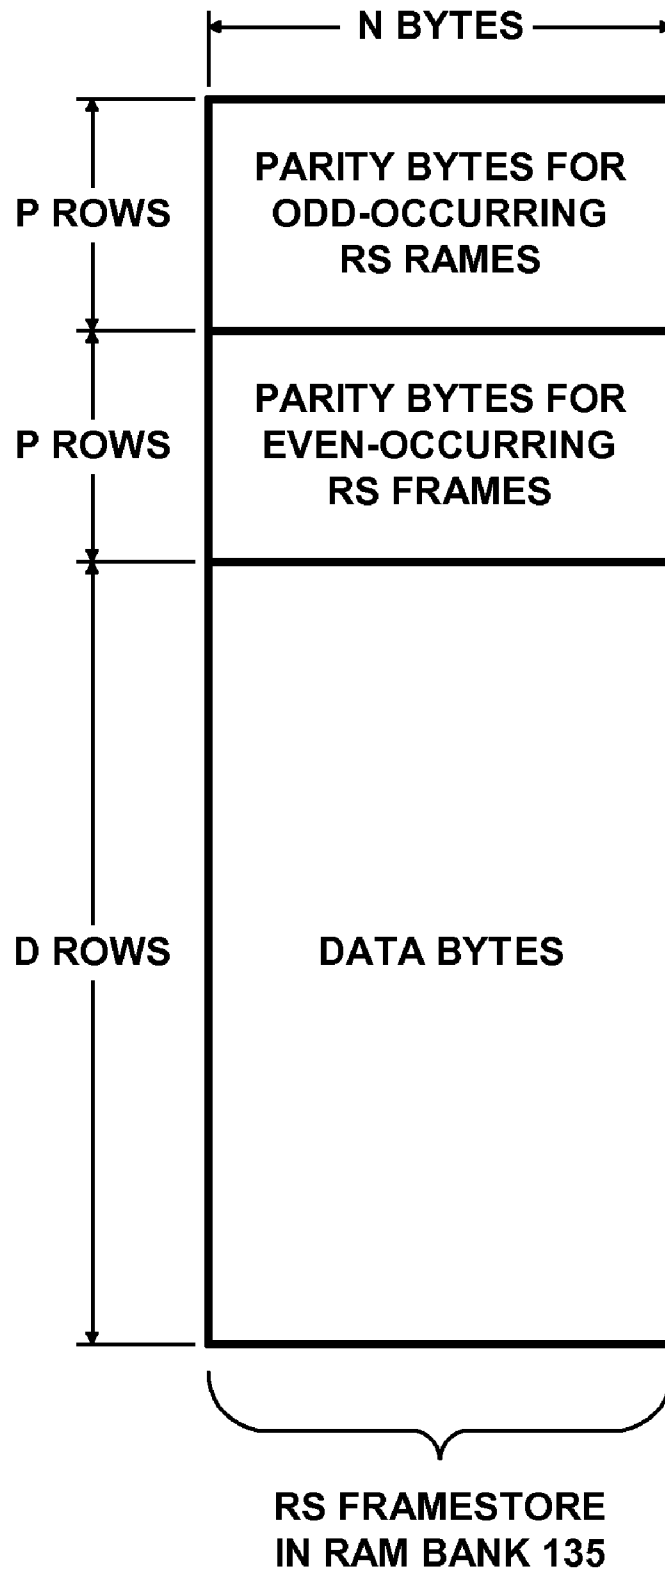 N BYTES
P ROWS
PARITY BYTES FOR
ODD-OCCURRING
RS RAMES
P ROWS
PARITY BYTES FOR
EVEN-OCCURRING
RS FRAMES
D ROWS
DATA BYTES
RS FRAMESTORE
IN RAM BANK 135